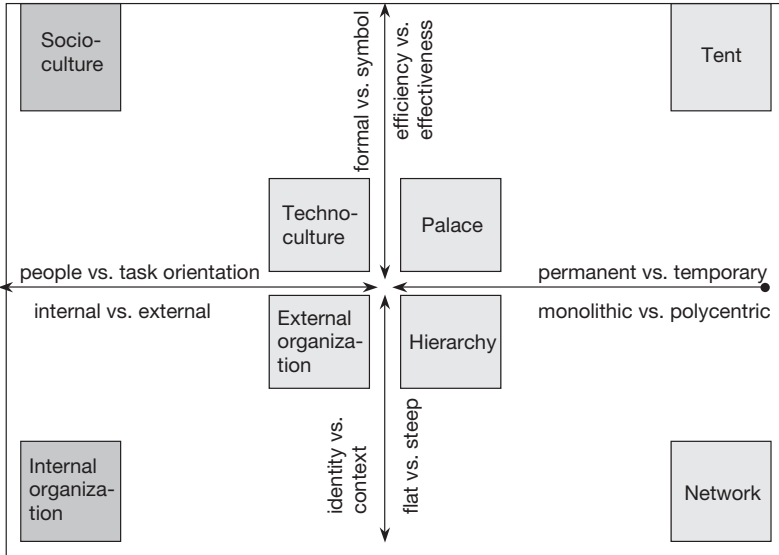 Socio-
culture
formal vs. symbol
efficiency vs.
effectiveness
Tent
Techno-
culture
Palace
people vs. task orientation
permanent vs. temporary
internal vs. external
monolithic vs. polycentric
External
organiza-
tion
Hierarchy
identity vs.
context
flat vs. steep
Internal
organiza-
tion
Network